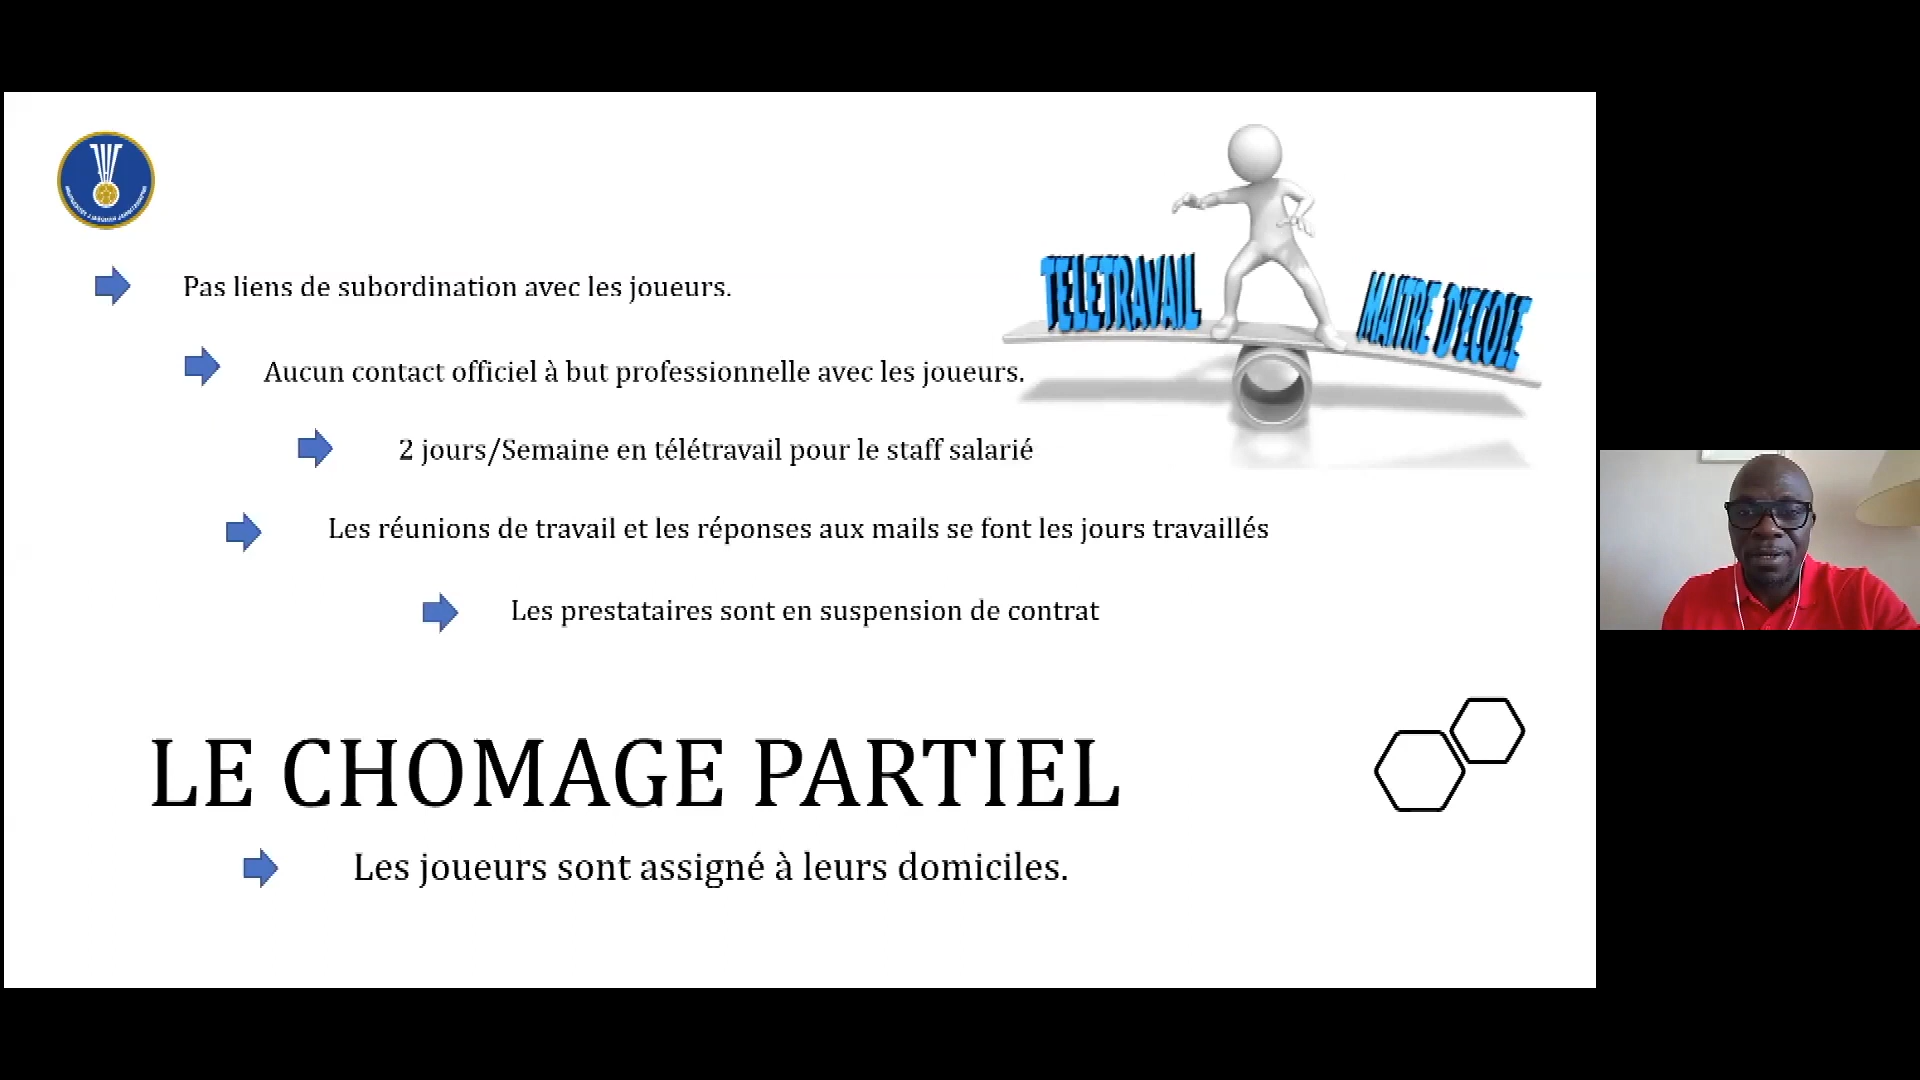 TELETRAVAIL
MAITRE D'ECOLE
Pas liens de subordination avec les joueurs.
Aucun contact officiel à but professionnelle avec les joueurs.
2 jours/Semaine en télétravail pour le staff salarié
Les réunions de travail et les réponses aux mails se font les jours travaillés
Les prestataires sont en suspension de contrat
LE CHOMAGE PARTIEL
Les joueurs sont assigné à leurs domiciles.